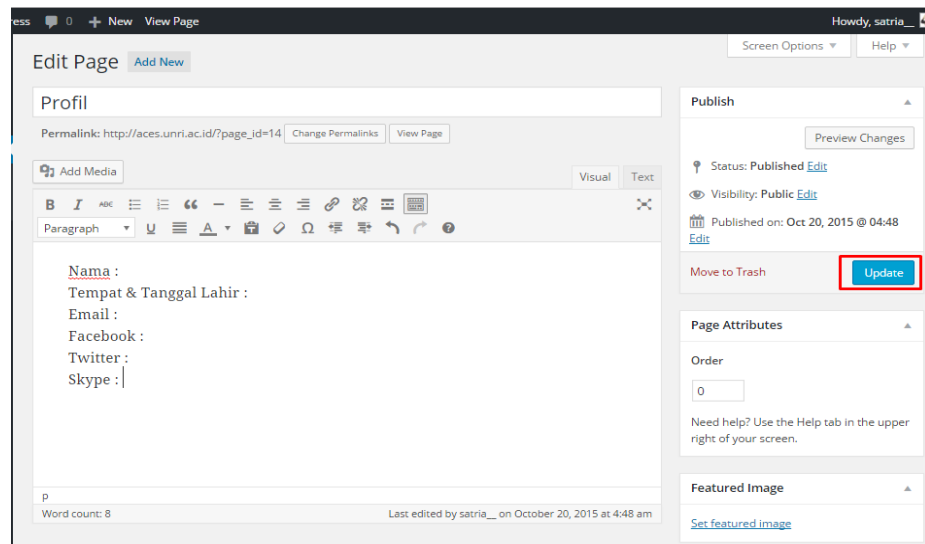 ress 0 + New View Page Howdy, satria__
Screen Options Help
Edit Page Add New
Profil
Permalink: http://aces.unri.ac.id/?page_id=14 Change Permalinks View Page
Add Media Visual Text
B I ABC
Paragraph U A Ω
Nama :
Tempat & Tanggal Lahir :
Email :
Facebook :
Twitter :
Skype :
p
Word count: 8 Last edited by satria__ on October 20, 2015 at 4:48 am
Publish
Preview Changes
Status: Published Edit
Visibility: Public Edit
Published on: Oct 20, 2015 @ 04:48
Edit
Move to Trash Update
Page Attributes
Order
0
Need help? Use the Help tab in the upper
right of your screen.
Featured Image
Set featured image